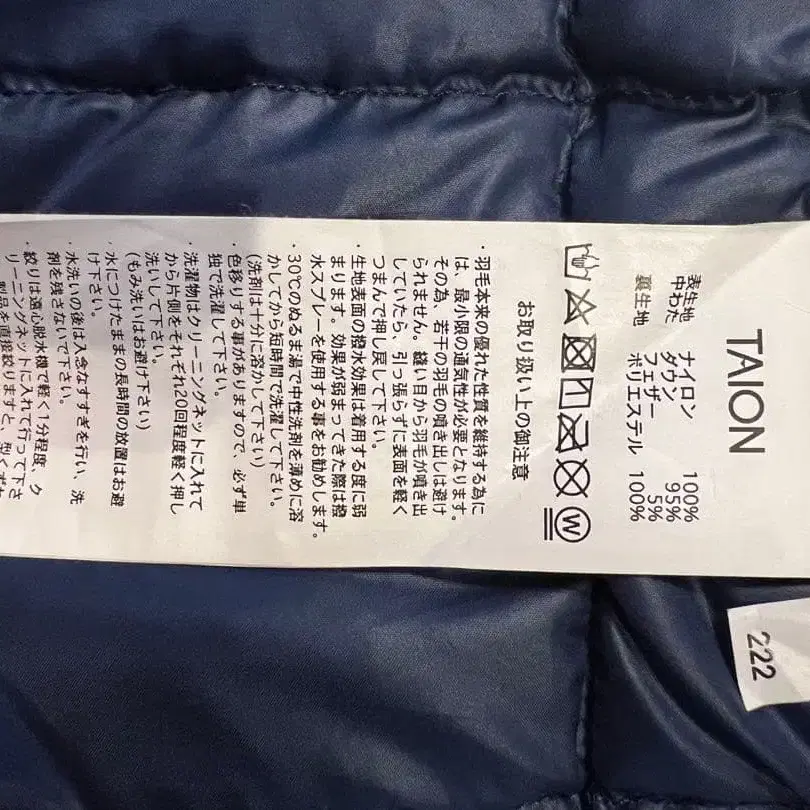 TAION
表生地 ナイロン 100%
中わた ダウン 95%
フェザー 5%
裏生地 ポリエステル 100%
W
お取り扱い上の御注意
・羽毛本来の優れた性質を維持する為に
は、最小限の通気性が必要となります。
その為、若干の羽毛の噴き出しは避け
られません。縫い目から羽毛が噴き出
していたら、引っ張らずに表面を軽く
つまんで押し戻して下さい。
・生地表面の撥水効果は着用する度に弱
まります。効果が弱まってきた際は撥
水スプレーを使用する事をお勧めします。
・30℃のぬるま湯で中性洗剤を薄めに溶
かしてから短時間で洗濯して下さい。
(洗剤は十分に溶かして下さい)
・色移りする事がありますので、必ず単
独で洗濯して下さい。
・洗濯物はクリーニングネットに入れて
から片側をそれぞれ20回程度軽く押し
洗いして下さい。
(もみ洗いはお避け下さい)
・水につけたままの長時間の放置はお避
け下さい。
・水洗いの後は入念なすすぎを行い、洗
剤を残さないで下さい。
・絞りは遠心脱水機で軽く1分程度、ク
リーニングネットに入れて行って下さ
222